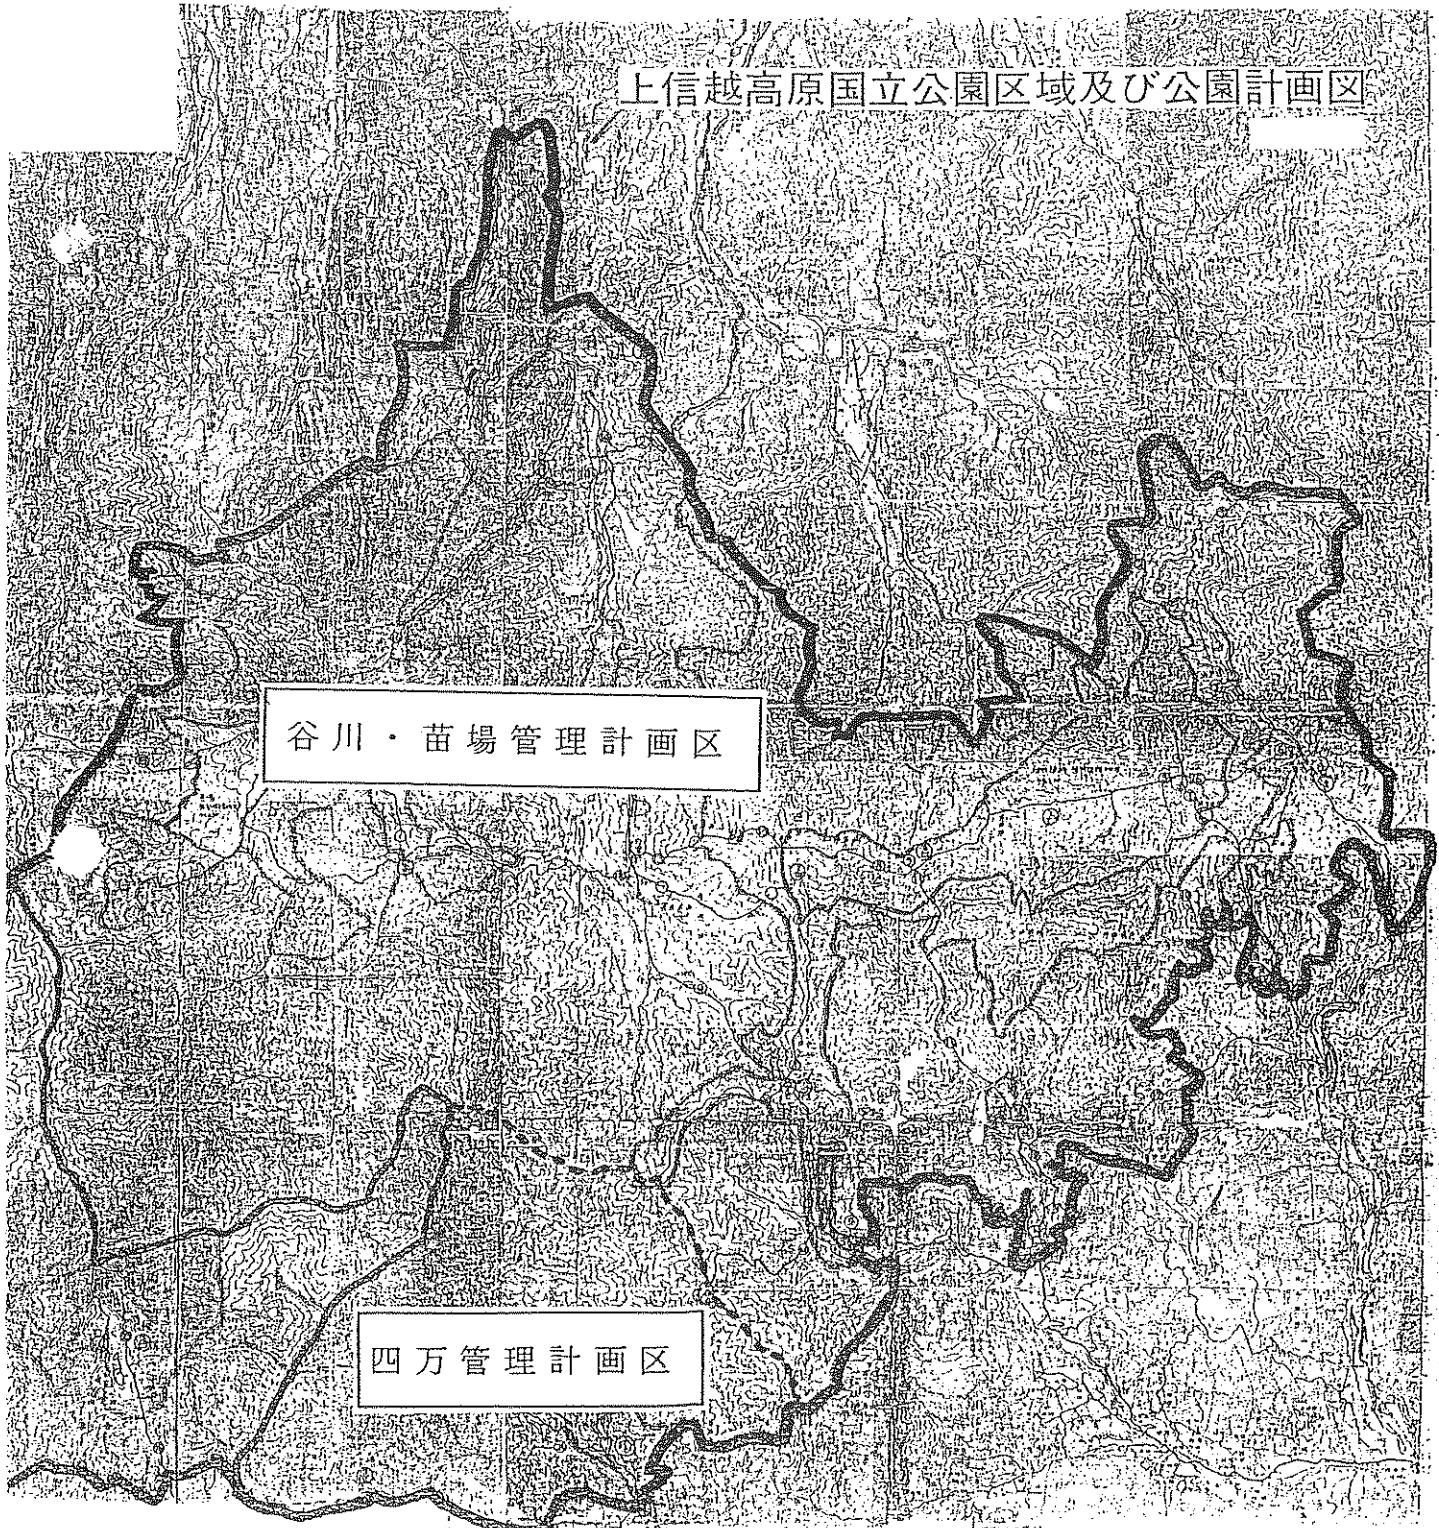 上信越高原国立公園区域及び公園計画図
谷川・苗場管理計画区
四万管理計画区